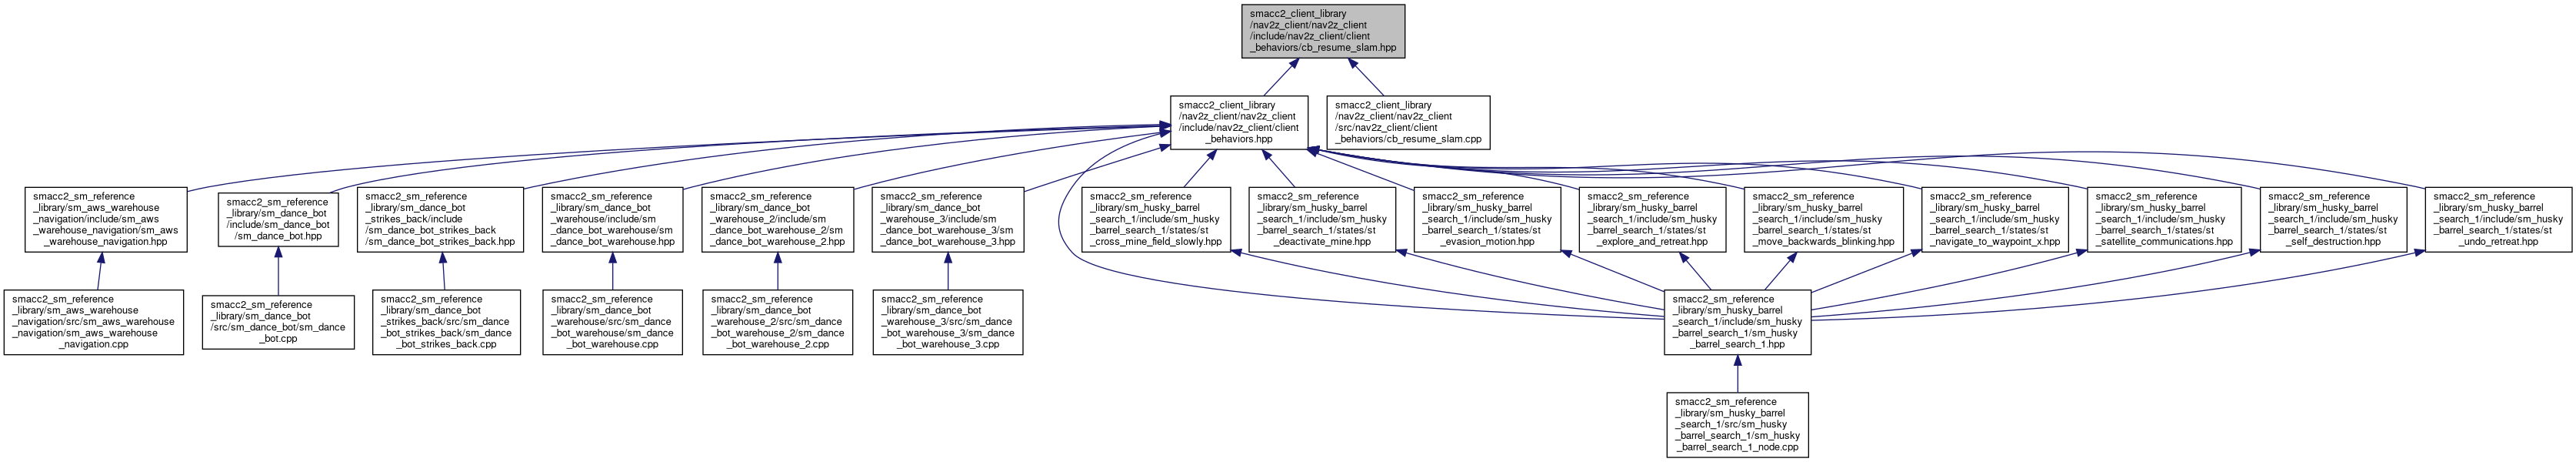 smacc2_client_library
/nav2z_client/nav2z_client
/include/nav2z_client/client
_behaviors/cb_resume_slam.hpp
smacc2_client_library
/nav2z_client/nav2z_client
/include/nav2z_client/client
_behaviors.hpp
smacc2_client_library
/nav2z_client/nav2z_client
/src/nav2z_client/client
_behaviors/cb_resume_slam.cpp
smacc2_sm_reference
_library/sm_aws_warehouse
_navigation/include/sm_aws
_warehouse_navigation/sm_aws
_warehouse_navigation.hpp
smacc2_sm_reference
_library/sm_dance_bot
/include/sm_dance_bot
/sm_dance_bot.hpp
smacc2_sm_reference
_library/sm_dance_bot
_strikes_back/include
/sm_dance_bot_strikes_back
/sm_dance_bot_strikes_back.hpp
smacc2_sm_reference
_library/sm_dance_bot
_warehouse/include/sm
_dance_bot_warehouse/sm
_dance_bot_warehouse.hpp
smacc2_sm_reference
_library/sm_dance_bot
_warehouse_2/include/sm
_dance_bot_warehouse_2/sm
_dance_bot_warehouse_2.hpp
smacc2_sm_reference
_library/sm_dance_bot
_warehouse_3/include/sm
_dance_bot_warehouse_3/sm
_dance_bot_warehouse_3.hpp
smacc2_sm_reference
_library/sm_husky_barrel
_search_1/include/sm_husky
_barrel_search_1/states/st
_cross_mine_field_slowly.hpp
smacc2_sm_reference
_library/sm_husky_barrel
_search_1/include/sm_husky
_barrel_search_1/states/st
_deactivate_mine.hpp
smacc2_sm_reference
_library/sm_husky_barrel
_search_1/include/sm_husky
_barrel_search_1/states/st
_evasion_motion.hpp
smacc2_sm_reference
_library/sm_husky_barrel
_search_1/include/sm_husky
_barrel_search_1/states/st
_explore_and_retreat.hpp
smacc2_sm_reference
_library/sm_husky_barrel
_search_1/include/sm_husky
_barrel_search_1/states/st
_move_backwards_blinking.hpp
smacc2_sm_reference
_library/sm_husky_barrel
_search_1/include/sm_husky
_barrel_search_1/states/st
_navigate_to_waypoint_x.hpp
smacc2_sm_reference
_library/sm_husky_barrel
_search_1/include/sm_husky
_barrel_search_1/states/st
_satellite_communications.hpp
smacc2_sm_reference
_library/sm_husky_barrel
_search_1/include/sm_husky
_barrel_search_1/states/st
_self_destruction.hpp
smacc2_sm_reference
_library/sm_husky_barrel
_search_1/include/sm_husky
_barrel_search_1/states/st
_undo_retreat.hpp
smacc2_sm_reference
_library/sm_aws_warehouse
_navigation/src/sm_aws_warehouse
_navigation/sm_aws_warehouse
_navigation.cpp
smacc2_sm_reference
_library/sm_dance_bot
/src/sm_dance_bot/sm_dance
_bot.cpp
smacc2_sm_reference
_library/sm_dance_bot
_strikes_back/src/sm_dance
_bot_strikes_back/sm_dance
_bot_strikes_back.cpp
smacc2_sm_reference
_library/sm_dance_bot
_warehouse/src/sm_dance
_bot_warehouse/sm_dance
_bot_warehouse.cpp
smacc2_sm_reference
_library/sm_dance_bot
_warehouse_2/src/sm_dance
_bot_warehouse_2/sm_dance
_bot_warehouse_2.cpp
smacc2_sm_reference
_library/sm_dance_bot
_warehouse_3/src/sm_dance
_bot_warehouse_3/sm_dance
_bot_warehouse_3.cpp
smacc2_sm_reference
_library/sm_husky_barrel
_search_1/include/sm_husky
_barrel_search_1/sm_husky
_barrel_search_1.hpp
smacc2_sm_reference
_library/sm_husky_barrel
_search_1/src/sm_husky
_barrel_search_1/sm_husky
_barrel_search_1_node.cpp